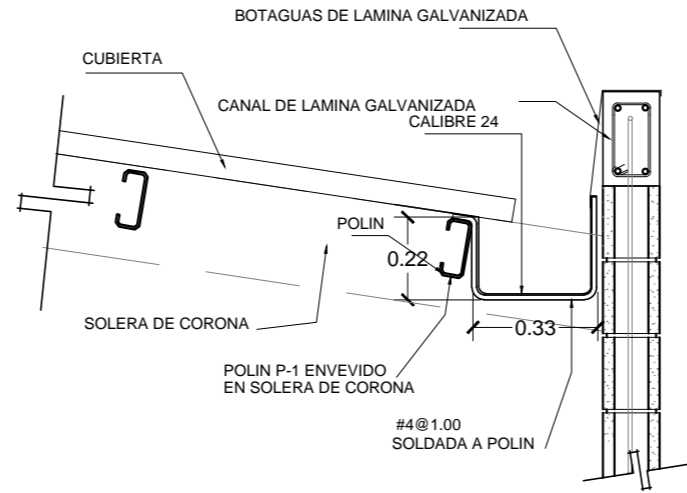 BOTAGUAS DE LAMINA GALVANIZADA
CUBIERTA
CANAL DE LAMINA GALVANIZADA
CALIBRE 24
POLIN
0.22
0.33
SOLERA DE CORONA
POLIN P-1 ENVEVIDO
EN SOLERA DE CORONA
#4@1.00
SOLDADA A POLIN